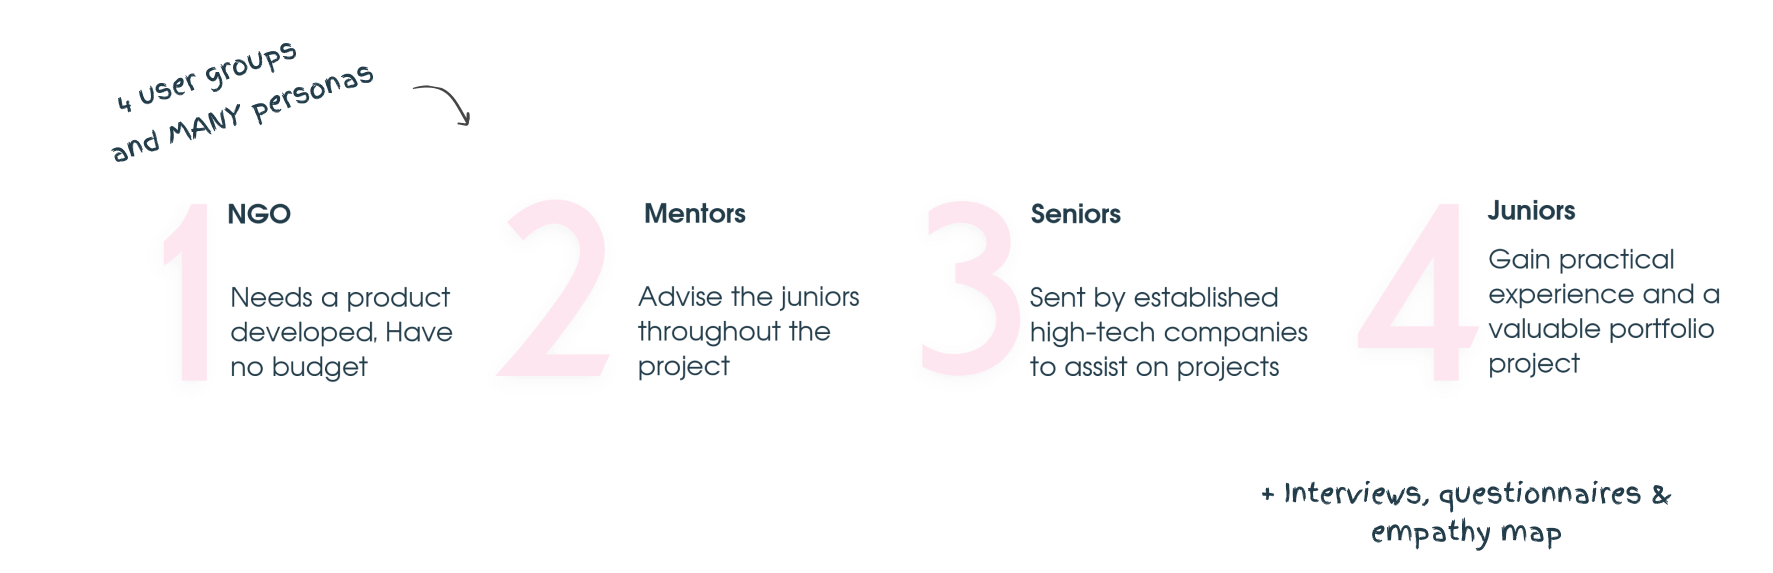 4 user groups
and MANY personas
1
NGO
Needs a product
developed, Have
no budget
2
Mentors
Advise the juniors
throughout the
project
3
Seniors
Sent by established
high-tech companies
to assist on projects
4
Juniors
Gain practical
experience and a
valuable portfolio
project
+ Interviews, questionnaires &
empathy map